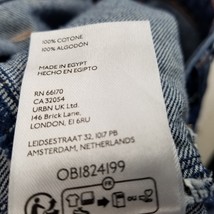 100% COTONE
100% ALGODÓN
MADE IN EGYPT
HECHO EN EGIPTO
RN 66170
CA 32054
URBN UK Ltd.
146 Brick Lane,
LONDON, E1 6RU
LEIDSESTRAAT 32, 1017 PB
AMSTERDAM, NETHERLANDS
OB1824199
FR